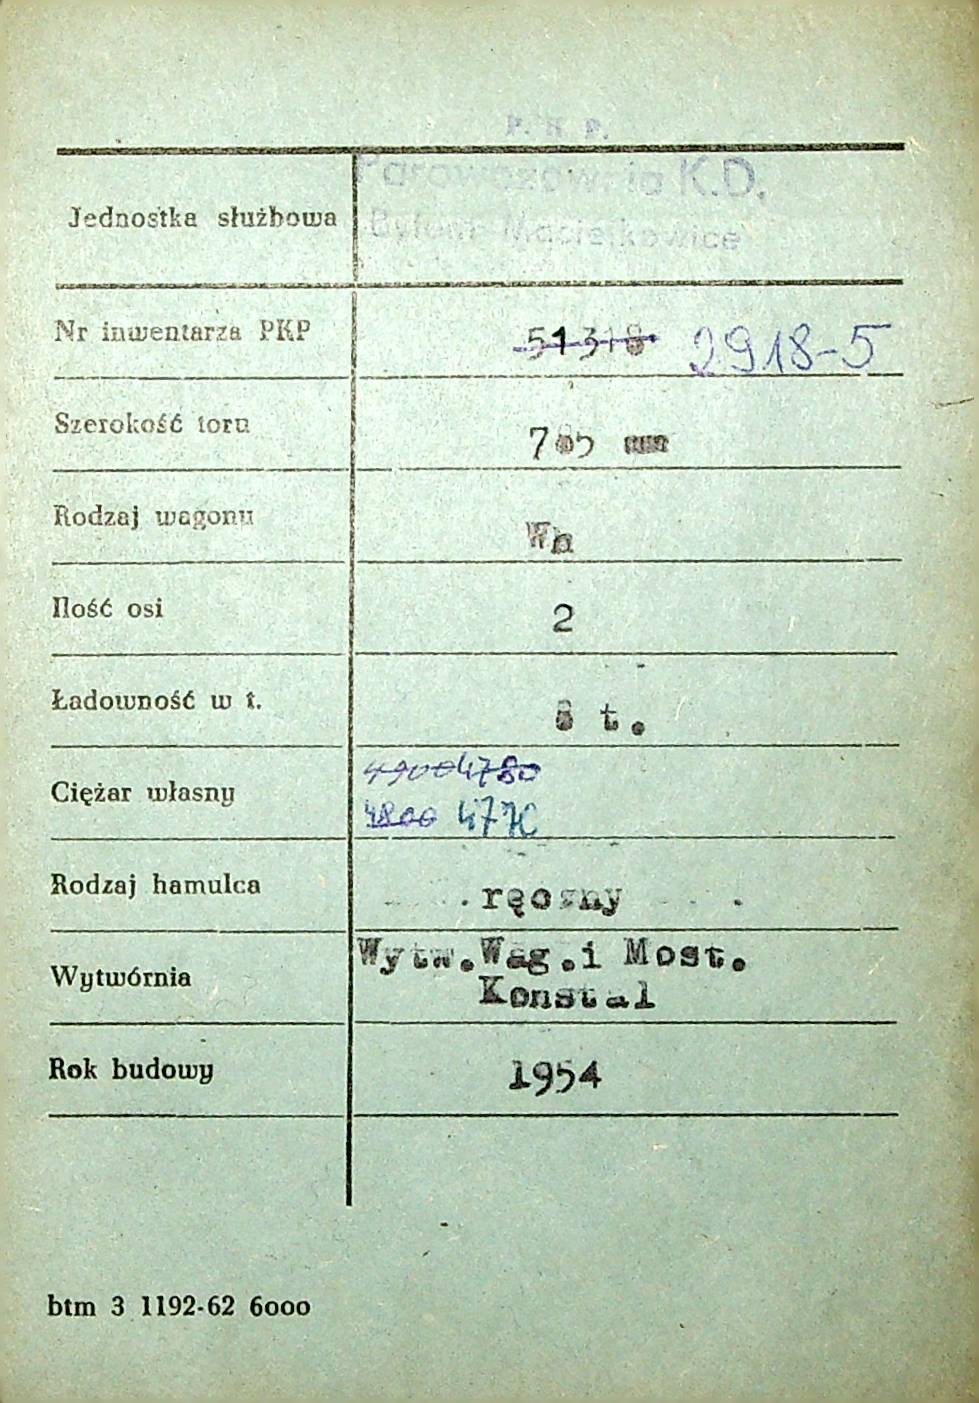 P. K P.
Parowozownia K.D.
Jednostka służbowa Bytom Maciejkowice
Nr inwentarza PKP 51318 2918-5
Szerokość toru 785 mm
Rodzaj wagonu
Ilość osi 2
Ładowność w t. 8 t.
4900 4780
Ciężar własny
4800 4770
Rodzaj hamulca ręczny
Wytw.Wag.i Most.
Wytwórnia
Konstal
Rok budowy 1954
btm 3 1192-62 6000